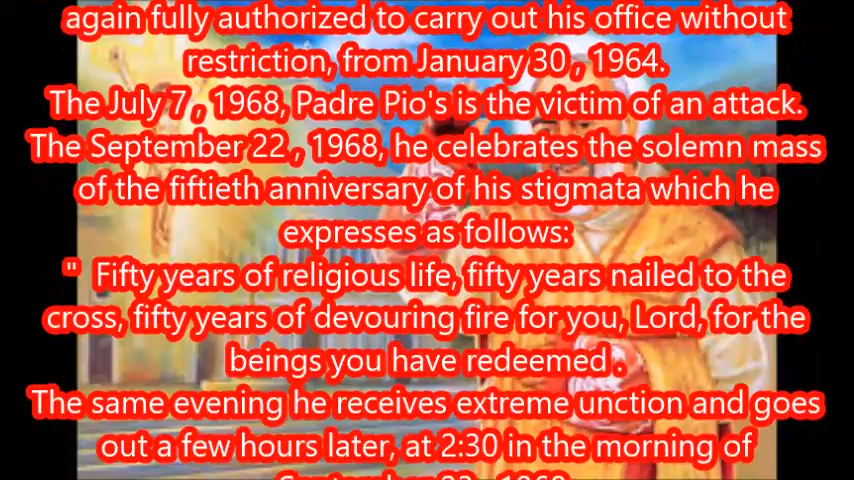 again fully authorized to carry out his office without
restriction, from January 30 , 1964.
The July 7 , 1968, Padre Pio's is the victim of an attack.
The September 22 , 1968, he celebrates the solemn mass
of the fiftieth anniversary of his stigmata which he
expresses as follows:
"  Fifty years of religious life, fifty years nailed to the
cross, fifty years of devouring fire for you, Lord, for the
beings you have redeemed .
The same evening he receives extreme unction and goes
out a few hours later, at 2:30 in the morning of